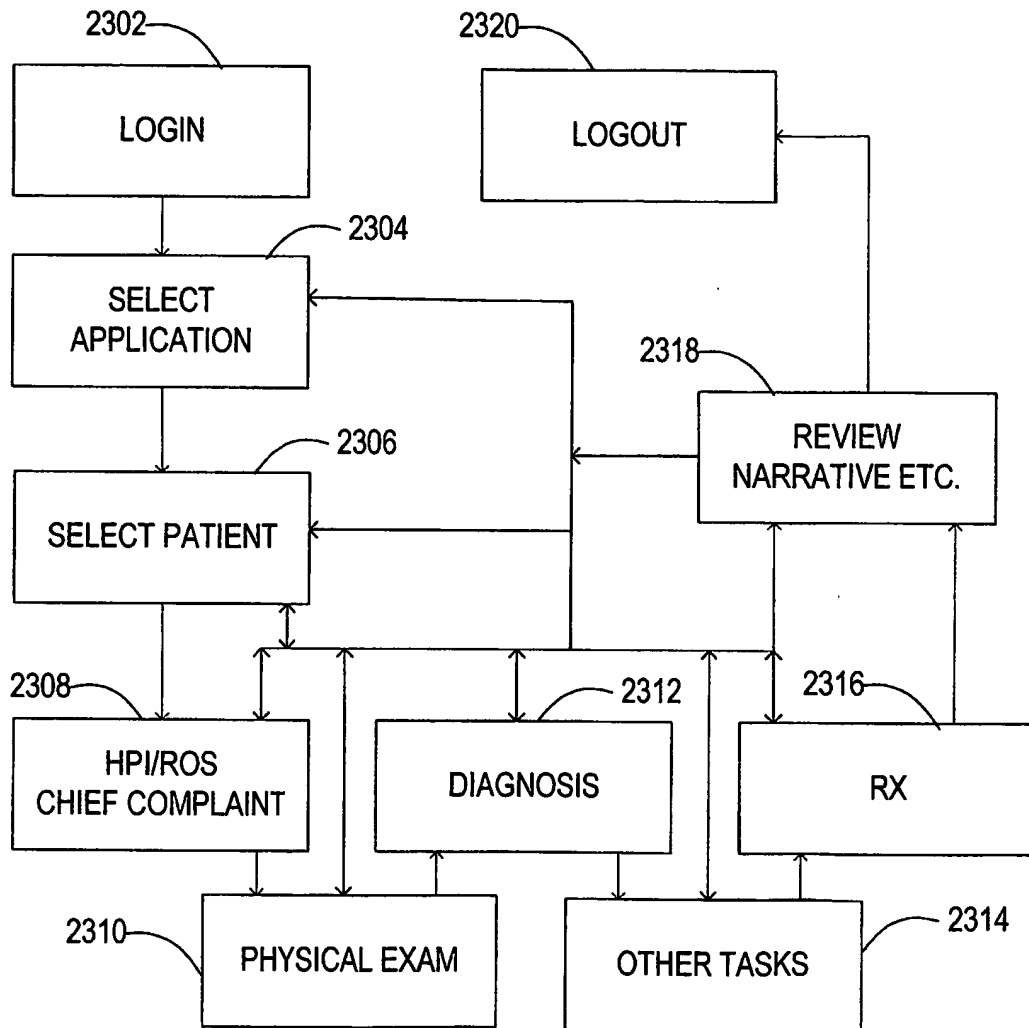 2302
LOGIN
2320
LOGOUT
2304
SELECT
APPLICATION
2318
REVIEW
NARRATIVE ETC.
2306
SELECT PATIENT
2308
HPI/ROS
CHIEF COMPLAINT
2312
DIAGNOSIS
2316
RX
2310
PHYSICAL EXAM
OTHER TASKS
2314